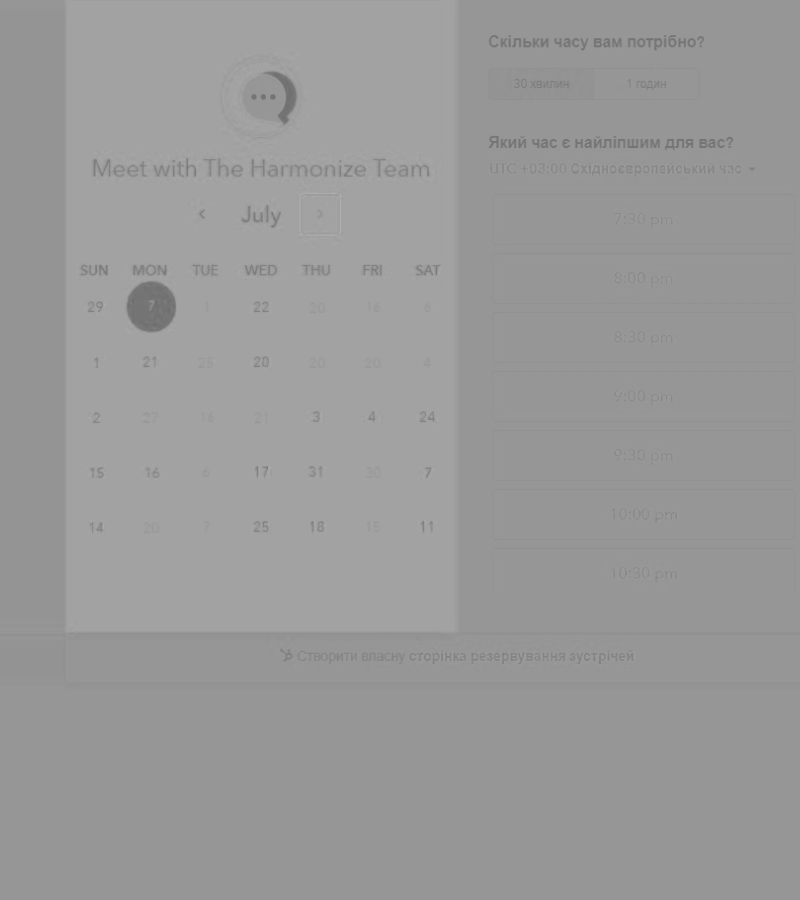 Meet with The Harmonize Team
July
SUN MON TUE WED THU FRI SAT
29 7 1 22 20 16 6
1 21 25 20 20 20 4
2 27 16 21 3 4 24
15 16 6 17 31 30 7
14 20 7 25 18 15 11
Скільки часу вам потрібно?
30 хвилин 1 годин
Який час є найліпшим для вас?
UTC +03:00 Східноєвропейський час
7:30 pm
8:00 pm
8:30 pm
9:00 pm
9:30 pm
10:00 pm
10:30 pm
Створити власну сторінка резервування зустрічей